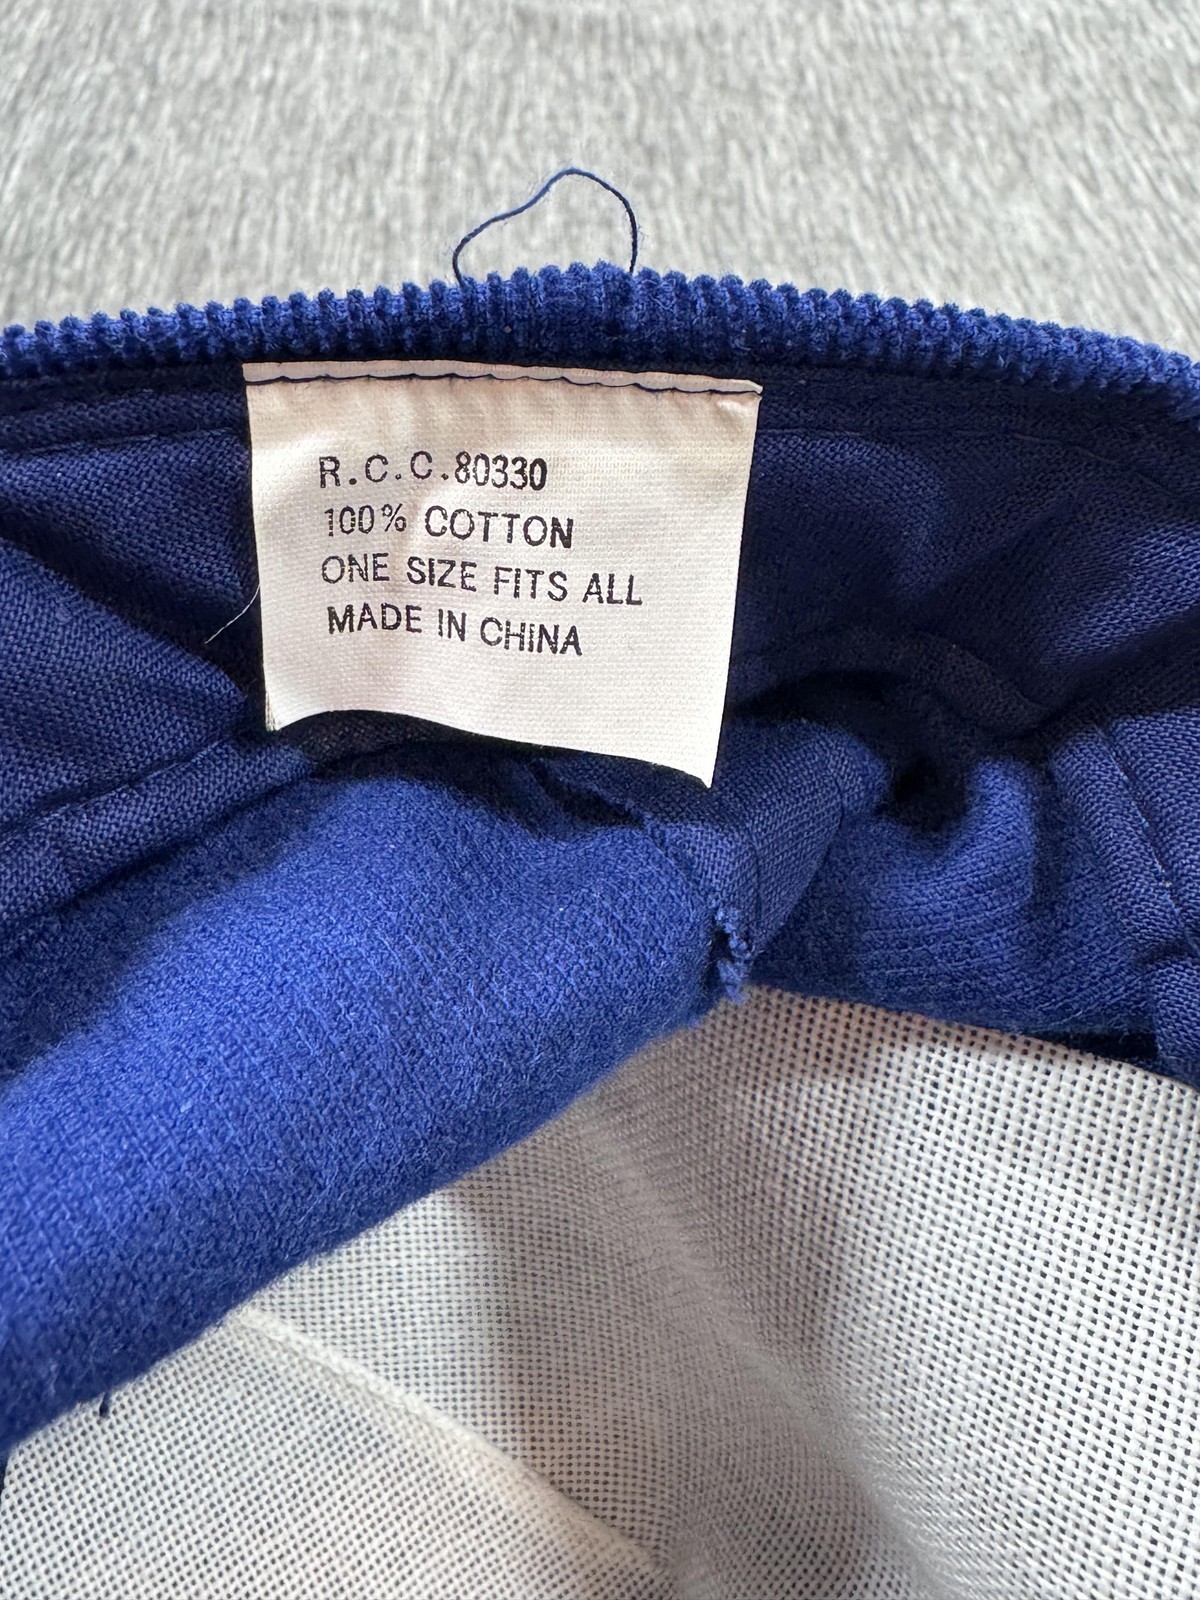 R.C.C.80330
100% COTTON
ONE SIZE FITS ALL
MADE IN CHINA